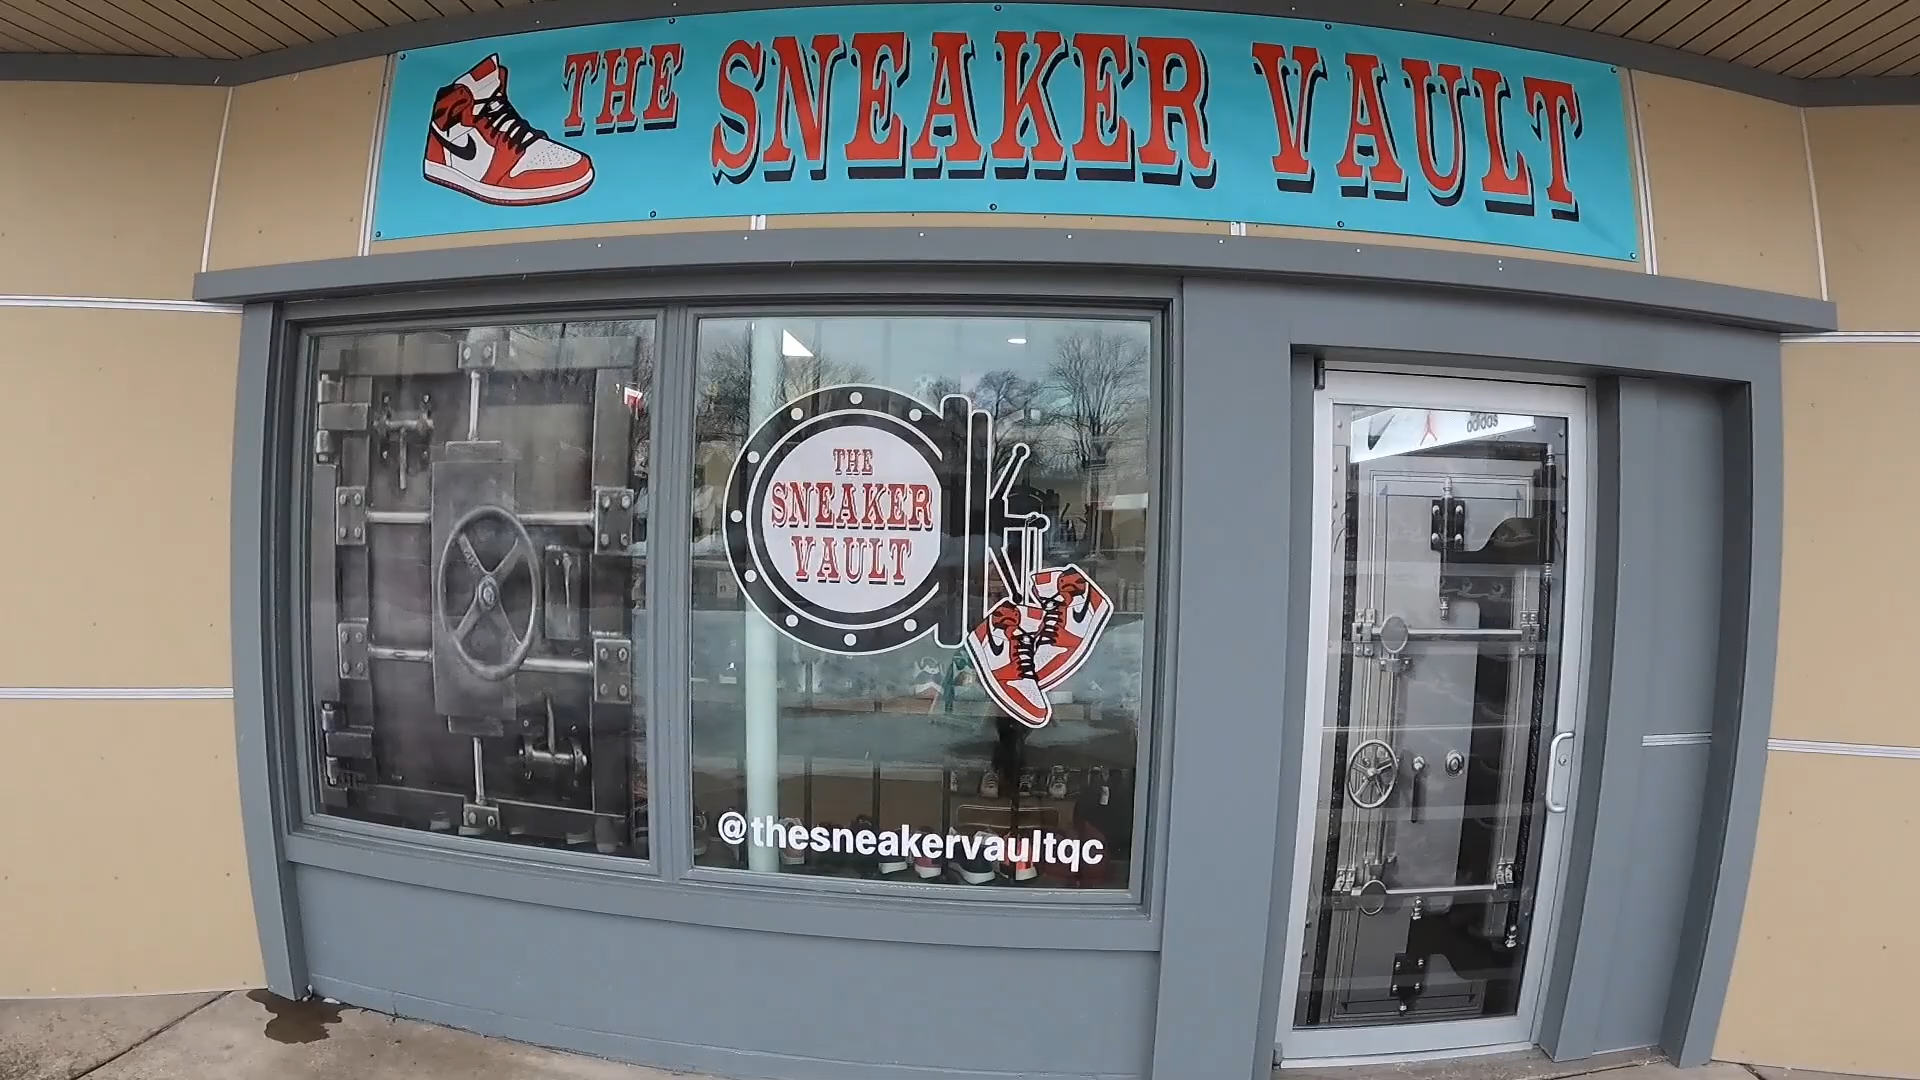 THE SNEAKER VAULT
THE
SNEAKER
VAULT
@thesneakervaultqc
adidas